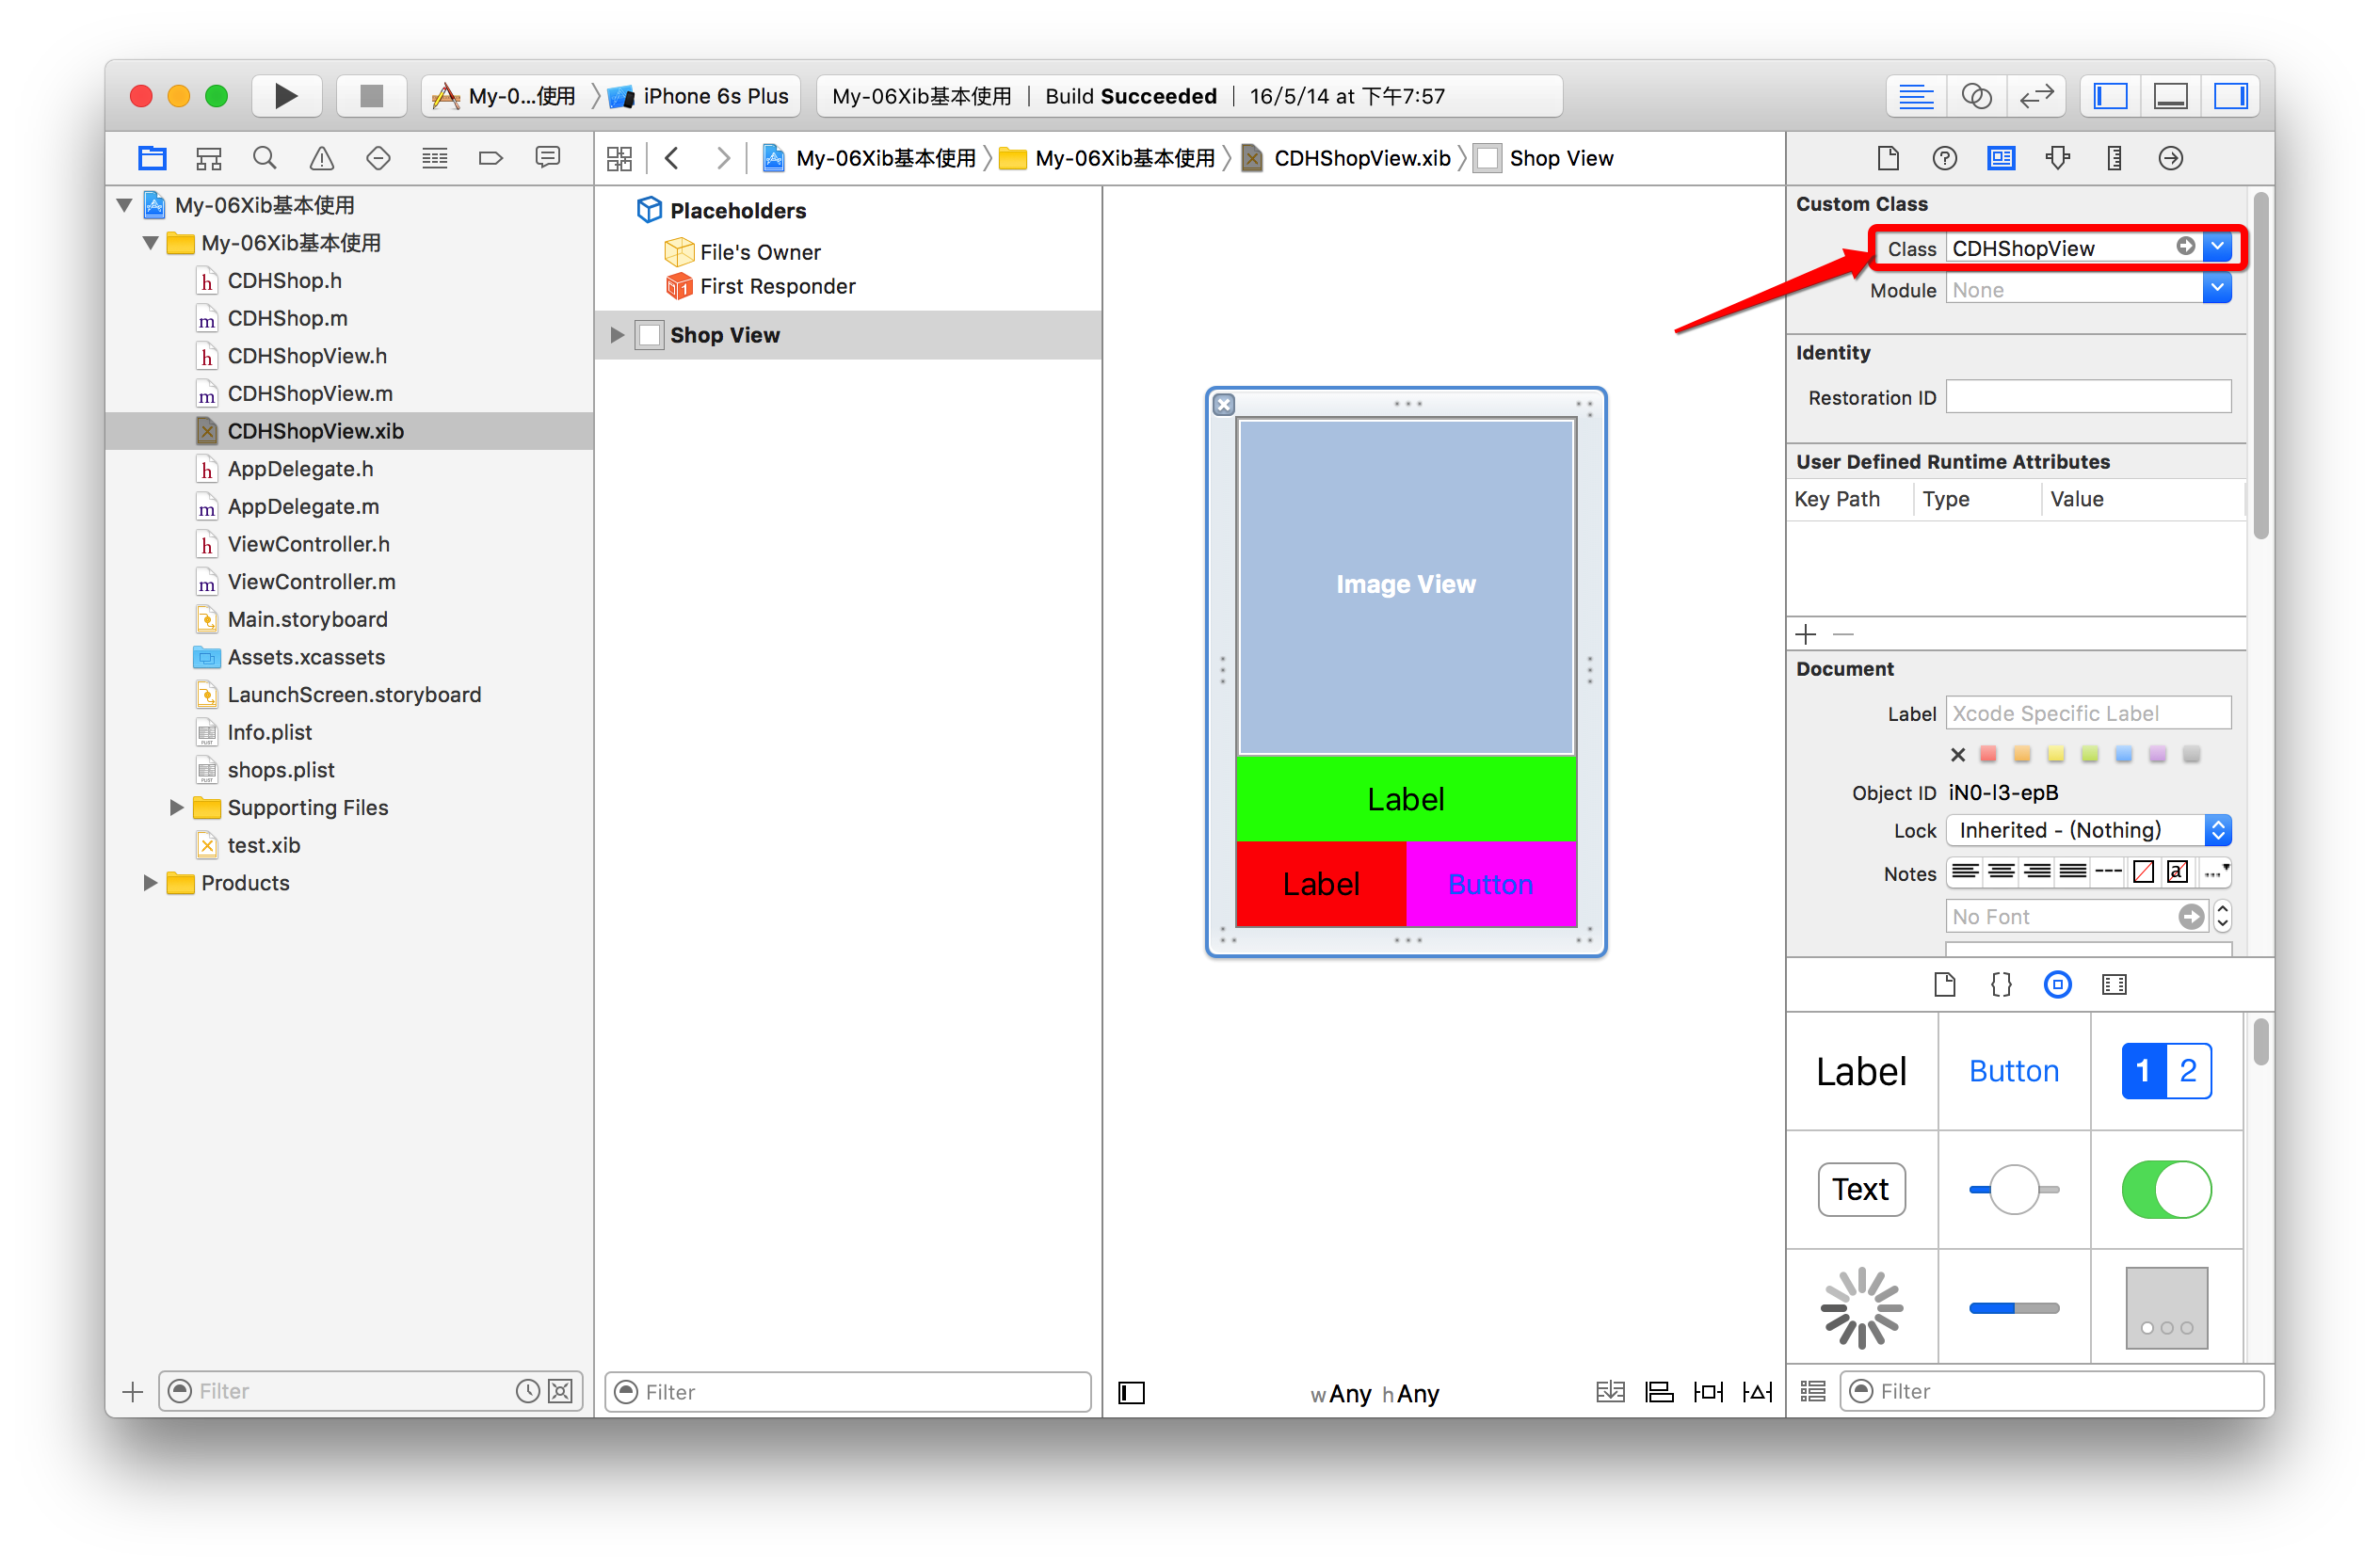 My-0...使用 iPhone 6s Plus
My-06Xib基本使用 | Build Succeeded | 16/5/14 at 下午7:57
My-06Xib基本使用 My-06Xib基本使用 CDHShopView.xib Shop View
My-06Xib基本使用
My-06Xib基本使用
CDHShop.h
CDHShop.m
CDHShopView.h
CDHShopView.m
CDHShopView.xib
AppDelegate.h
AppDelegate.m
ViewController.h
ViewController.m
Main.storyboard
Assets.xcassets
LaunchScreen.storyboard
Info.plist
shops.plist
Supporting Files
test.xib
Products
Filter
Placeholders
File's Owner
First Responder
Shop View
Filter
Image View
Label
Label
Button
wAny hAny
Custom Class
Class CDHShopView
Module None
Identity
Restoration ID
User Defined Runtime Attributes
Key Path Type Value
Document
Label Xcode Specific Label
Object ID iN0-l3-epB
Lock Inherited - (Nothing)
Notes
No Font
Label
Button
1 2
Text
Filter